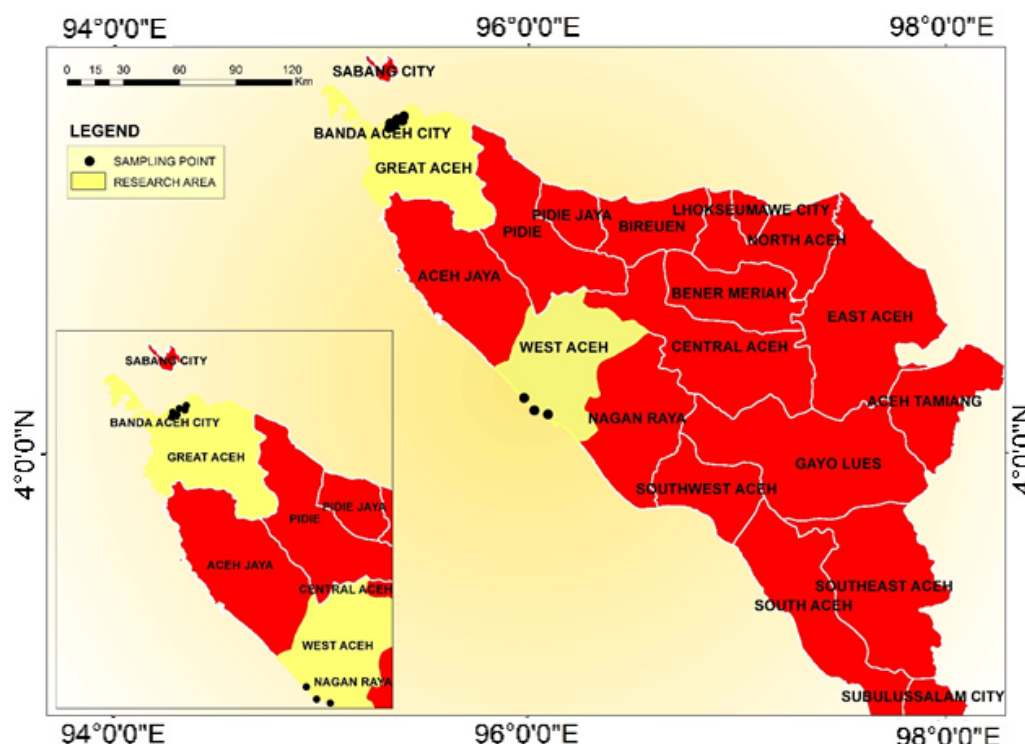 94°0'0"E 96°0'0"E 98°0'0"E
0 15 30 60 90 120
Km
SABANG CITY
LEGEND
SAMPLING POINT
RESEARCH AREA
BANDA ACEH CITY
GREAT ACEH
PIDIE JAYA
LHOKSEUMAWE CITY
PIDIE
BIREUEN
NORTH ACEH
ACEH JAYA
BENER MERIAH
EAST ACEH
WEST ACEH
CENTRAL ACEH
ACEH TAMIANG
NAGAN RAYA
GAYO LUES
SOUTHWEST ACEH
SOUTHEAST ACEH
SOUTH ACEH
SUBULUSSALAM CITY
4°0'0"N
4°0'0"N
SABANG CITY
BANDA ACEH CITY
GREAT ACEH
PIDIE JAYA
PIDIE
ACEH JAYA
CENTRAL ACEH
WEST ACEH
NAGAN RAYA
94°0'0"E 96°0'0"E 98°0'0"E